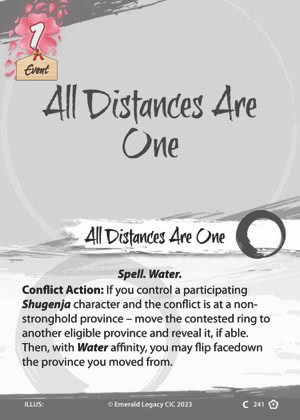 1
Event
All Distances Are
One
All Distances Are One
Spell. Water.
Conflict Action: If you control a participating
Shugenja character and the conflict is at a non-
stronghold province – move the contested ring to
another eligible province and reveal it, if able.
Then, with Water affinity, you may flip facedown
the province you moved from.
ILLUS: © Emerald Legacy CIC 2023 C 241